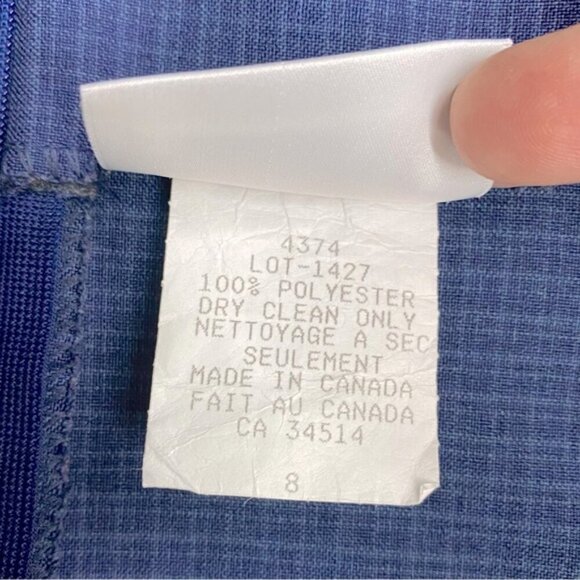 4374
LOT-1427
100% POLYESTER
DRY CLEAN ONLY
NETTOYAGE A SEC
SEULEMENT
MADE IN CANADA
FAIT AU CANADA
CA 34514
8